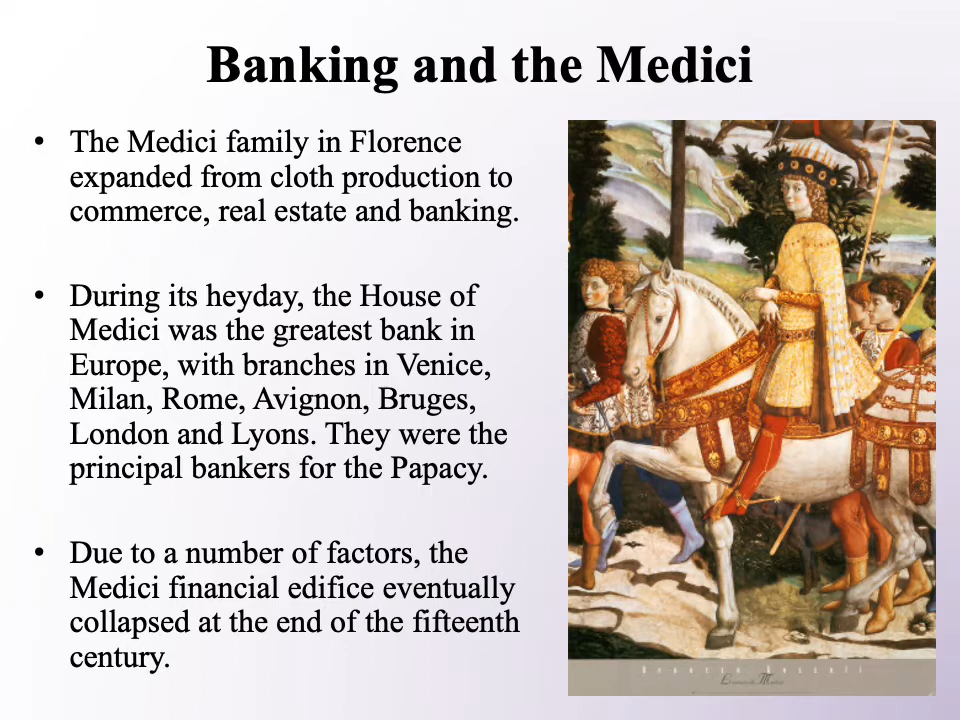 Banking and the Medici
• The Medici family in Florence
expanded from cloth production to
commerce, real estate and banking.
• During its heyday, the House of
Medici was the greatest bank in
Europe, with branches in Venice,
Milan, Rome, Avignon, Bruges,
London and Lyons. They were the
principal bankers for the Papacy.
• Due to a number of factors, the
Medici financial edifice eventually
collapsed at the end of the fifteenth
century.